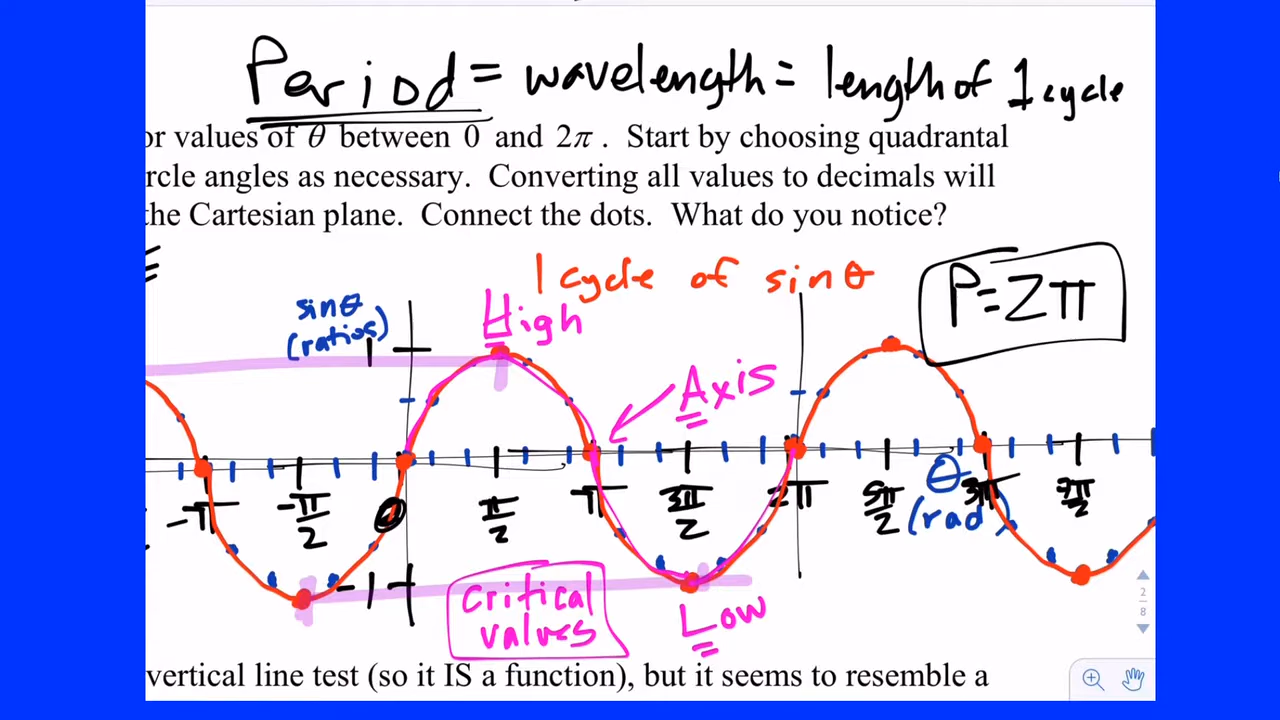 Period = wavelength = length of 1 cycle
or values of θ between 0 and 2π . Start by choosing quadrantal
rcle angles as necessary. Converting all values to decimals will
the Cartesian plane. Connect the dots. What do you notice?
1 cycle of sin θ
P = 2π
sin θ
(ratios)
High
1
Axis
-π
-π/2
0
π/2
π
3π/2
2π
5π/2
θ
(rad)
3π
7π/2
-1
Critical
values
Low
2
8
vertical line test (so it IS a function), but it seems to resemble a